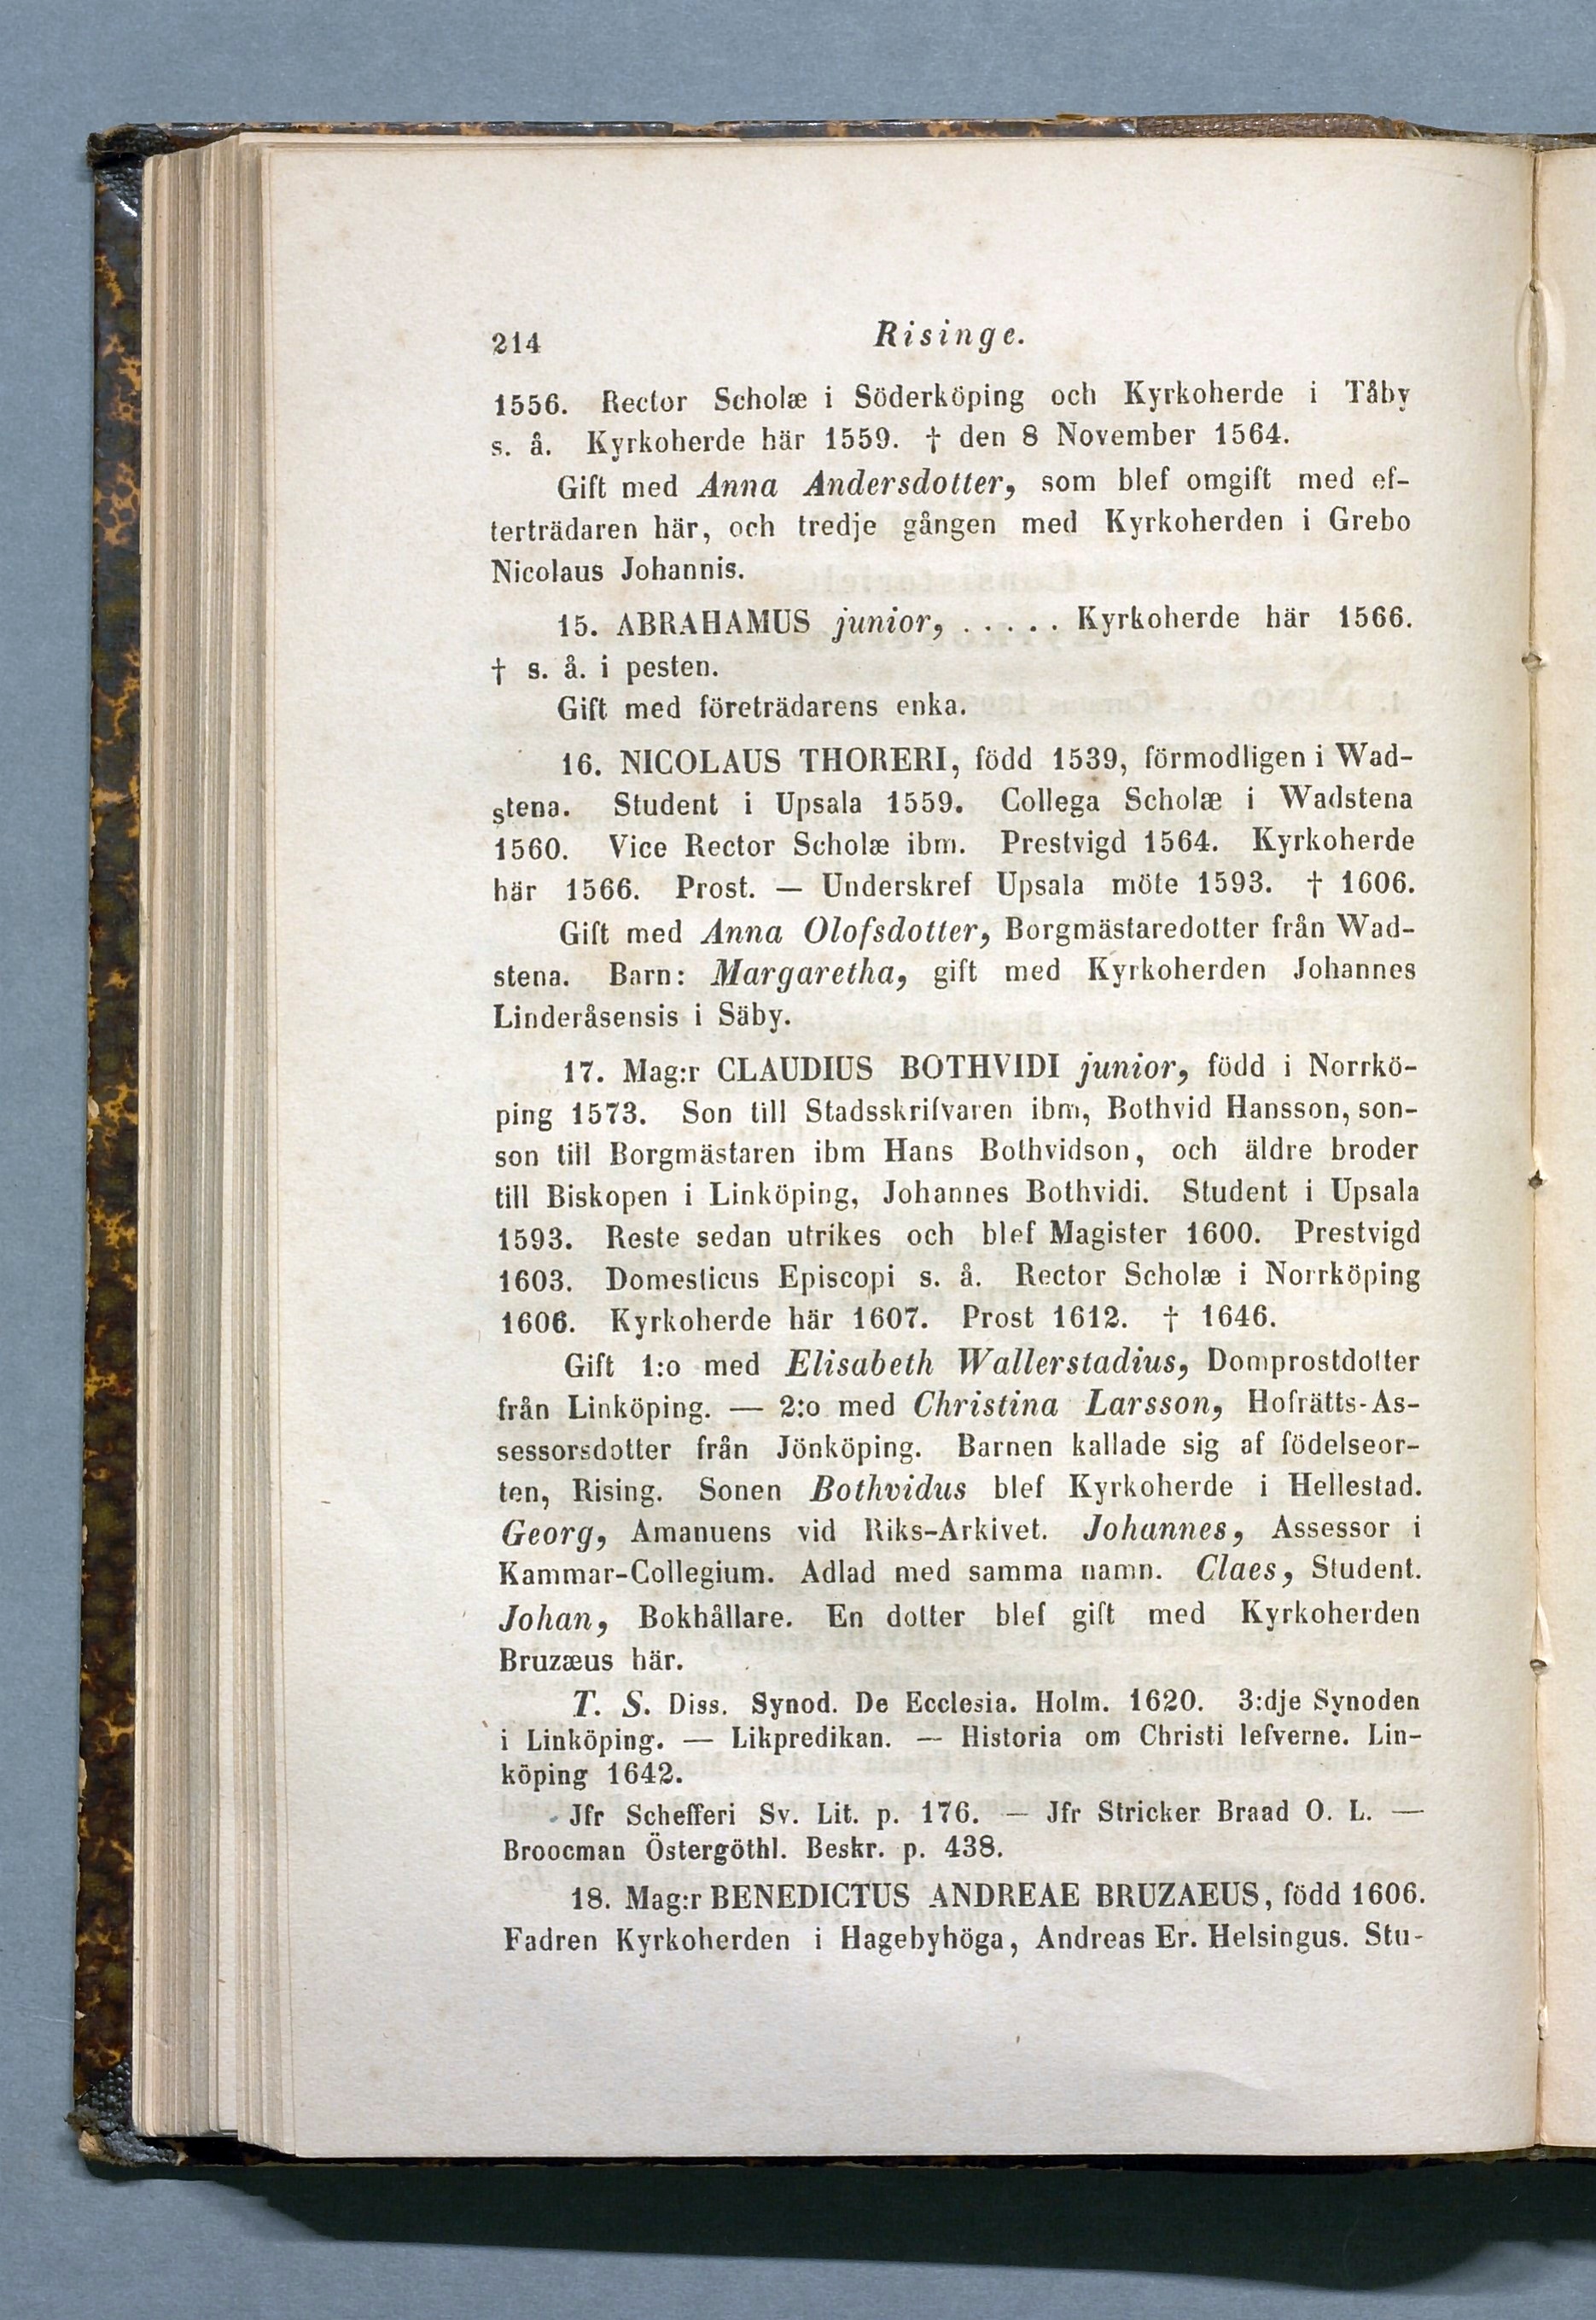 214
Risinge.
1556. Rector Scholæ i Söderköping och Kyrkoherde i Tåby
s. å. Kyrkoherde här 1559. † den 8 November 1564.
Gift med Anna Andersdotter, som blef omgift med ef-
terträdaren här, och tredje gången med Kyrkoherden i Grebo
Nicolaus Johannis.
15. ABRAHAMUS junior, ..... Kyrkoherde här 1566.
† s. å. i pesten.
Gift med företrädarens enka.
16. NICOLAUS THORERI, född 1539, förmodligen i Wad-
stena. Student i Upsala 1559. Collega Scholæ i Wadstena
1560. Vice Rector Scholæ ibm. Prestvigd 1564. Kyrkoherde
här 1566. Prost. — Underskref Upsala möte 1593. † 1606.
Gift med Anna Olofsdotter, Borgmästaredotter från Wad-
stena. Barn: Margaretha, gift med Kyrkoherden Johannes
Linderåsensis i Säby.
17. Mag:r CLAUDIUS BOTHVIDI junior, född i Norrkö-
ping 1573. Son till Stadsskrifvaren ibm, Bothvid Hansson, son-
son till Borgmästaren ibm Hans Bothvidson, och äldre broder
till Biskopen i Linköping, Johannes Bothvidi. Student i Upsala
1593. Reste sedan utrikes och blef Magister 1600. Prestvigd
1603. Domesticus Episcopi s. å. Rector Scholæ i Norrköping
1606. Kyrkoherde här 1607. Prost 1612. † 1646.
Gift 1:o med Elisabeth Wallerstadius, Domprostdotter
från Linköping. — 2:o med Christina Larsson, Hofrätts-As-
sessorsdotter från Jönköping. Barnen kallade sig af födelseor-
ten, Rising. Sonen Bothvidus blef Kyrkoherde i Hellestad.
Georg, Amanuens vid Riks-Arkivet. Johannes, Assessor i
Kammar-Collegium. Adlad med samma namn. Claes, Student.
Johan, Bokhållare. En dotter blef gift med Kyrkoherden
Bruzæus här.
T. S. Diss. Synod. De Ecclesia. Holm. 1620. 3:dje Synoden
i Linköping. — Likpredikan. — Historia om Christi lefverne. Lin-
köping 1642.
Jfr Schefferi Sv. Lit. p. 176. — Jfr Stricker Braad O. L. —
Broocman Östergöthl. Beskr. p. 438.
18. Mag:r BENEDICTUS ANDREAE BRUZAEUS, född 1606.
Fadren Kyrkoherden i Hagebyhöga, Andreas Er. Helsingus. Stu-